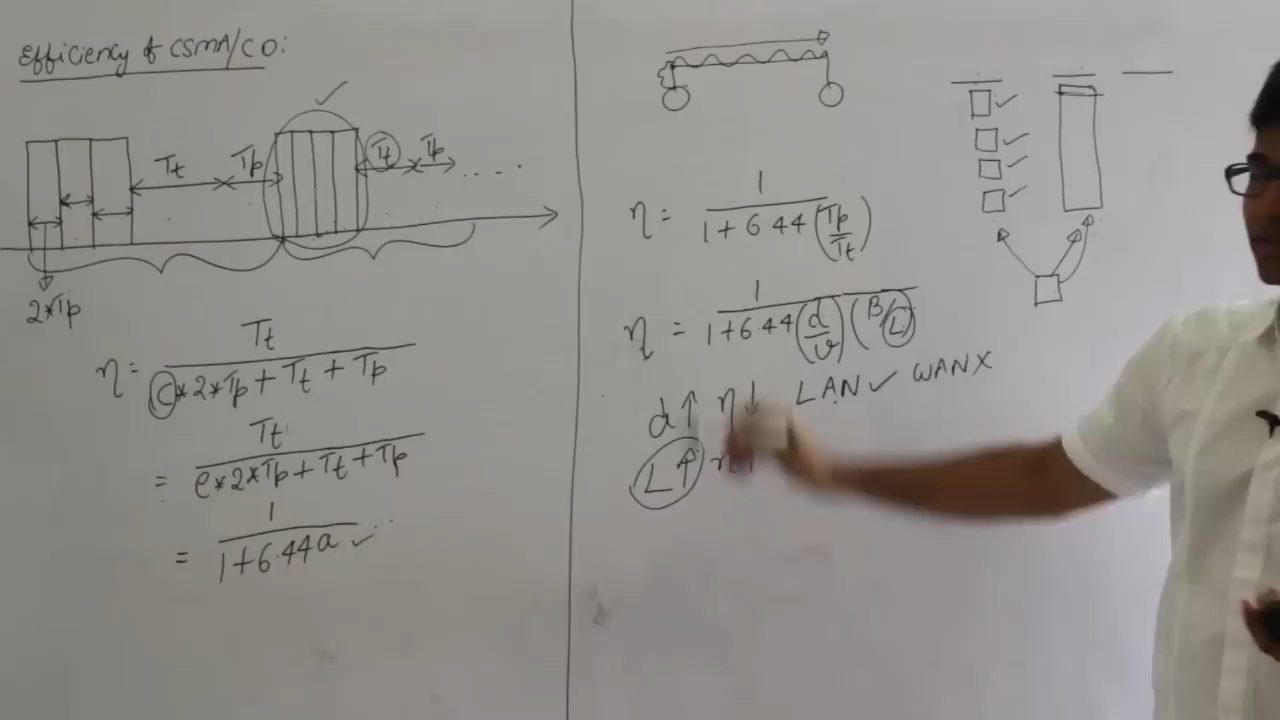 Efficiency of CSMA/CD:
Tt Tp Tt Tp ....
2*Tp
η = Tt / (C*2*Tp + Tt + Tp)
= Tt / (e*2*Tp + Tt + Tp)
= 1 / (1+6.44a) ✓
η = 1 / (1+6.44(Tp/Tt))
η = 1 / (1+6.44(d/v)(B/L))
d↑ η↓ LAN✓ WANX
L↑ η